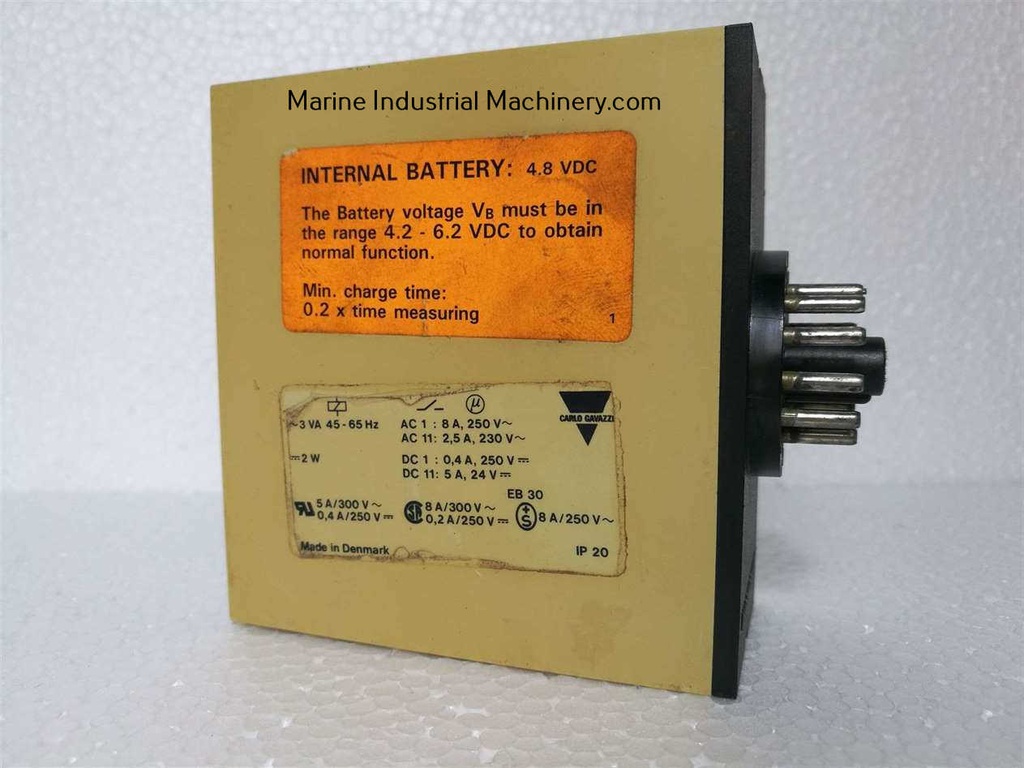 Marine Industrial Machinery.com
INTERNAL BATTERY: 4.8 VDC
The Battery voltage VB must be in
the range 4.2 - 6.2 VDC to obtain
normal function.
Min. charge time:
0.2 x time measuring
1
µ
CARLO GAVAZZI
~3 VA 45 - 65 Hz
AC 1 : 8 A, 250 V~
AC 11: 2,5 A, 230 V~
⎓2 W
DC 1 : 0,4 A, 250 V⎓
DC 11: 5 A, 24 V⎓
EB 30
5 A/300 V~
0,4 A/250 V⎓
8 A/300 V~
0,2 A/250 V⎓
+S
8 A/250 V~
Made in Denmark
IP 20